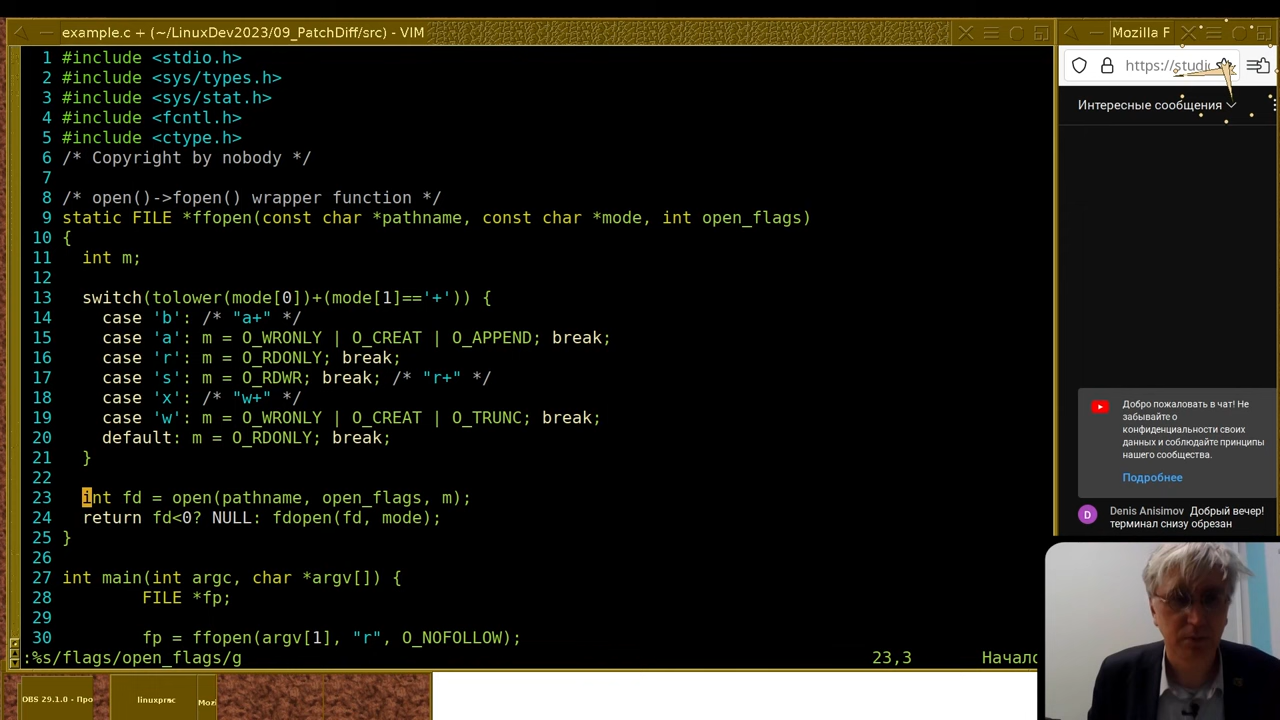 example.c + (~/LinuxDev2023/09_PatchDiff/src) - VIM
1 #include <stdio.h>
2 #include <sys/types.h>
3 #include <sys/stat.h>
4 #include <fcntl.h>
5 #include <ctype.h>
6 /* Copyright by nobody */
7
8 /* open()->fopen() wrapper function */
9 static FILE *ffopen(const char *pathname, const char *mode, int open_flags)
10 {
11   int m;
12
13   switch(tolower(mode[0])+(mode[1]=='+')) {
14     case 'b': /* "a+" */
15     case 'a': m = O_WRONLY | O_CREAT | O_APPEND; break;
16     case 'r': m = O_RDONLY; break;
17     case 's': m = O_RDWR; break; /* "r+" */
18     case 'x': /* "w+" */
19     case 'w': m = O_WRONLY | O_CREAT | O_TRUNC; break;
20     default: m = O_RDONLY; break;
21   }
22
23   int fd = open(pathname, open_flags, m);
24   return fd<0? NULL: fdopen(fd, mode);
25 }
26
27 int main(int argc, char *argv[]) {
28         FILE *fp;
29
30         fp = ffopen(argv[1], "r", O_NOFOLLOW);
:%s/flags/open_flags/g
23,3
Начало
Mozilla F
https://studi
Интересные сообщения
Добро пожаловать в чат! Не
забывайте о
конфиденциальности своих
данных и соблюдайте принципы
нашего сообщества.
Подробнее
D
Denis Anisimov Добрый вечер!
терминал снизу обрезан
OBS 29.1.0 - Про
linuxprac
Moz